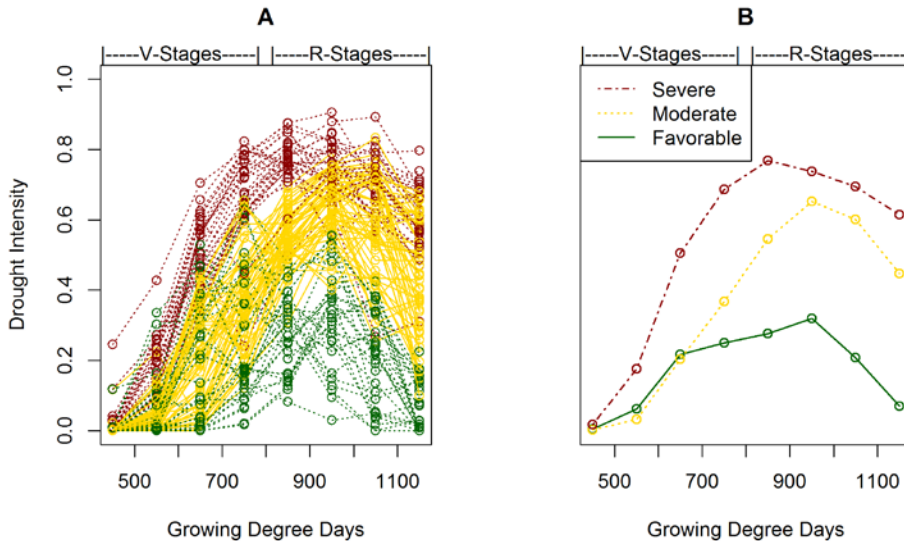 A
B
|------V-Stages------| |-----R-Stages-------|
|------V-Stages------| |-----R-Stages-------|
Drought Intensity
1.0
0.8
0.6
0.4
0.2
0.0
Severe
Moderate
Favorable
500 700 900 1100
500 700 900 1100
Growing Degree Days
Growing Degree Days